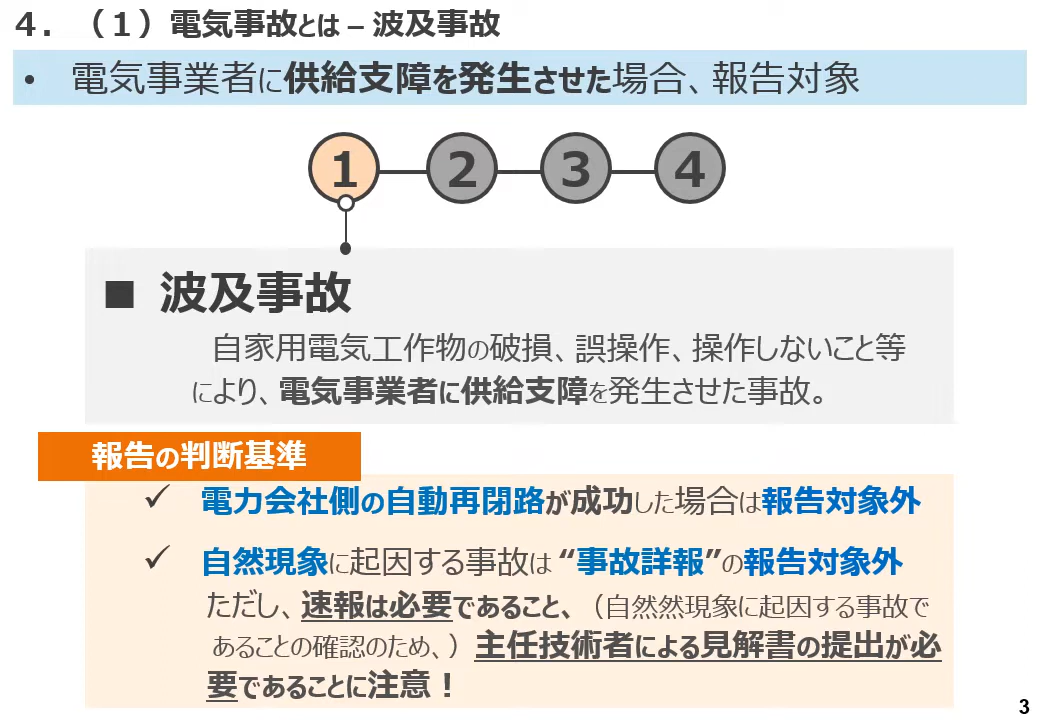 ４．（１）電気事故とは – 波及事故
• 電気事業者に供給支障を発生させた場合、報告対象
1 2 3 4
■ 波及事故
自家用電気工作物の破損、誤操作、操作しないこと等
により、電気事業者に供給支障を発生させた事故。
報告の判断基準
✓ 電力会社側の自動再閉路が成功した場合は報告対象外
✓ 自然現象に起因する事故は “事故詳報”の報告対象外
ただし、速報は必要であること、（自然然現象に起因する事故で
あることの確認のため、）主任技術者による見解書の提出が必
要であることに注意！
3